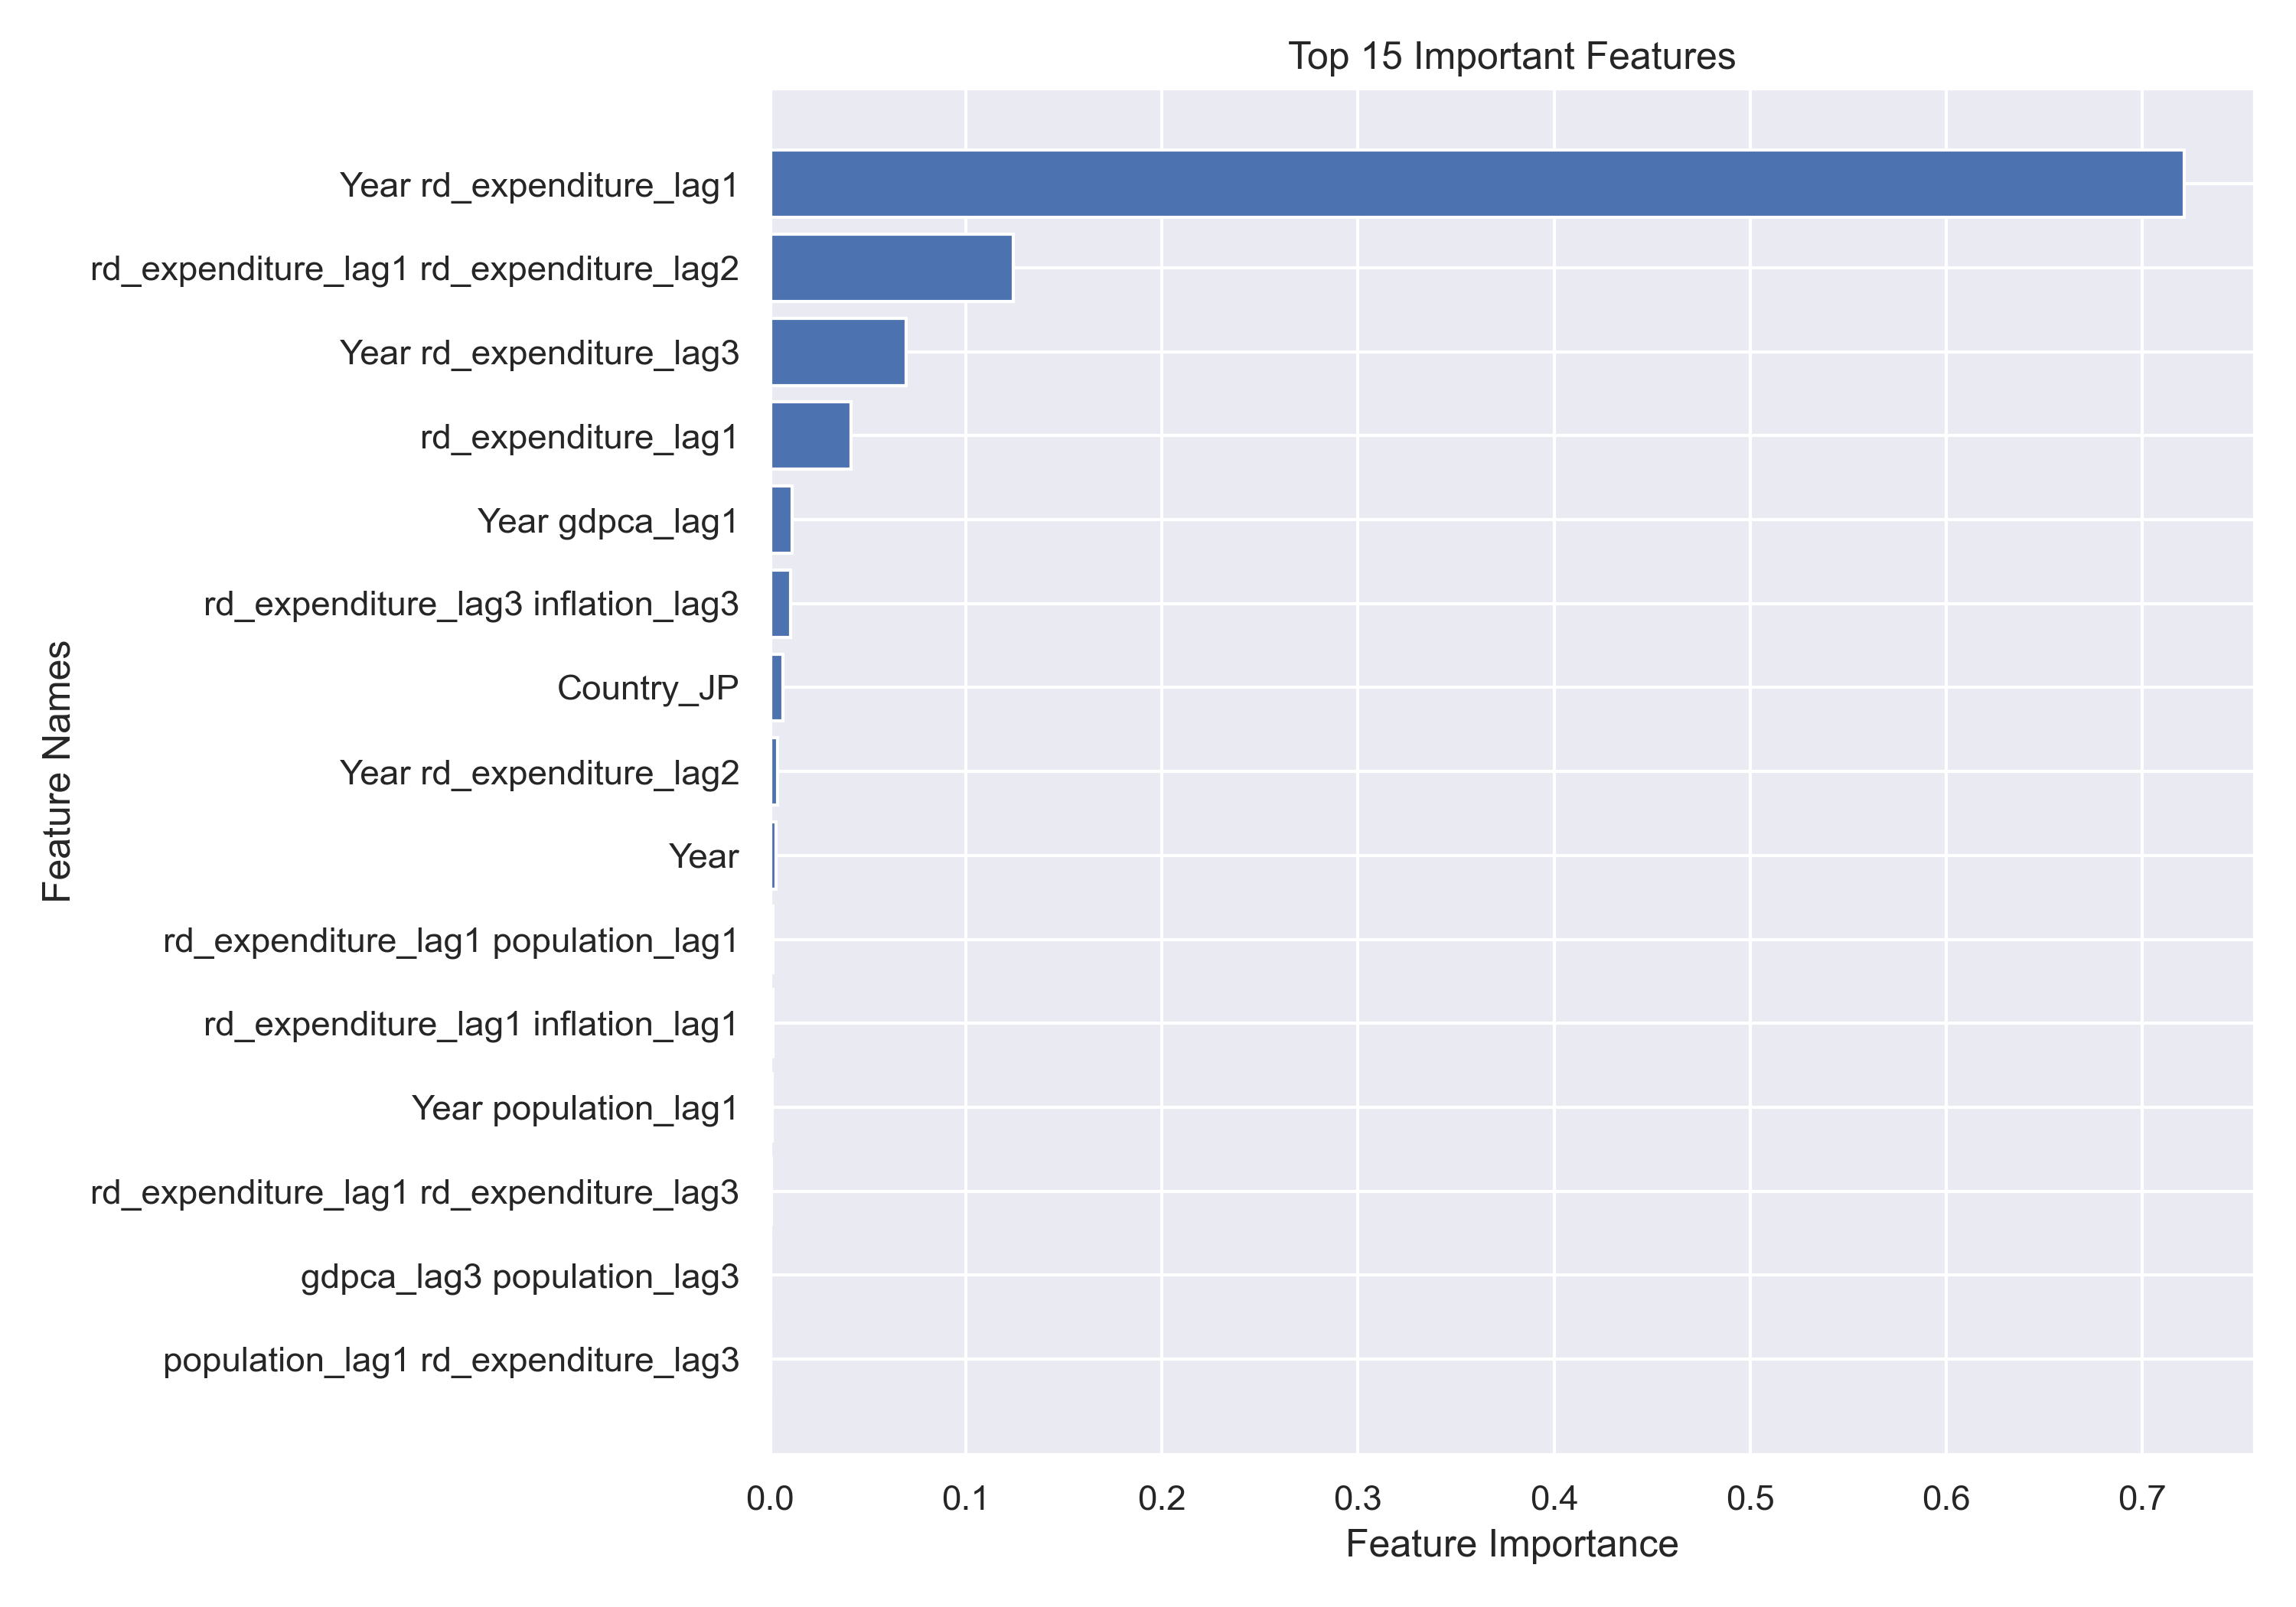 Top 15 Important Features
Feature Names
Year rd_expenditure_lag1
rd_expenditure_lag1 rd_expenditure_lag2
Year rd_expenditure_lag3
rd_expenditure_lag1
Year gdpca_lag1
rd_expenditure_lag3 inflation_lag3
Country_JP
Year rd_expenditure_lag2
Year
rd_expenditure_lag1 population_lag1
rd_expenditure_lag1 inflation_lag1
Year population_lag1
rd_expenditure_lag1 rd_expenditure_lag3
gdpca_lag3 population_lag3
population_lag1 rd_expenditure_lag3
0.0 0.1 0.2 0.3 0.4 0.5 0.6 0.7
Feature Importance